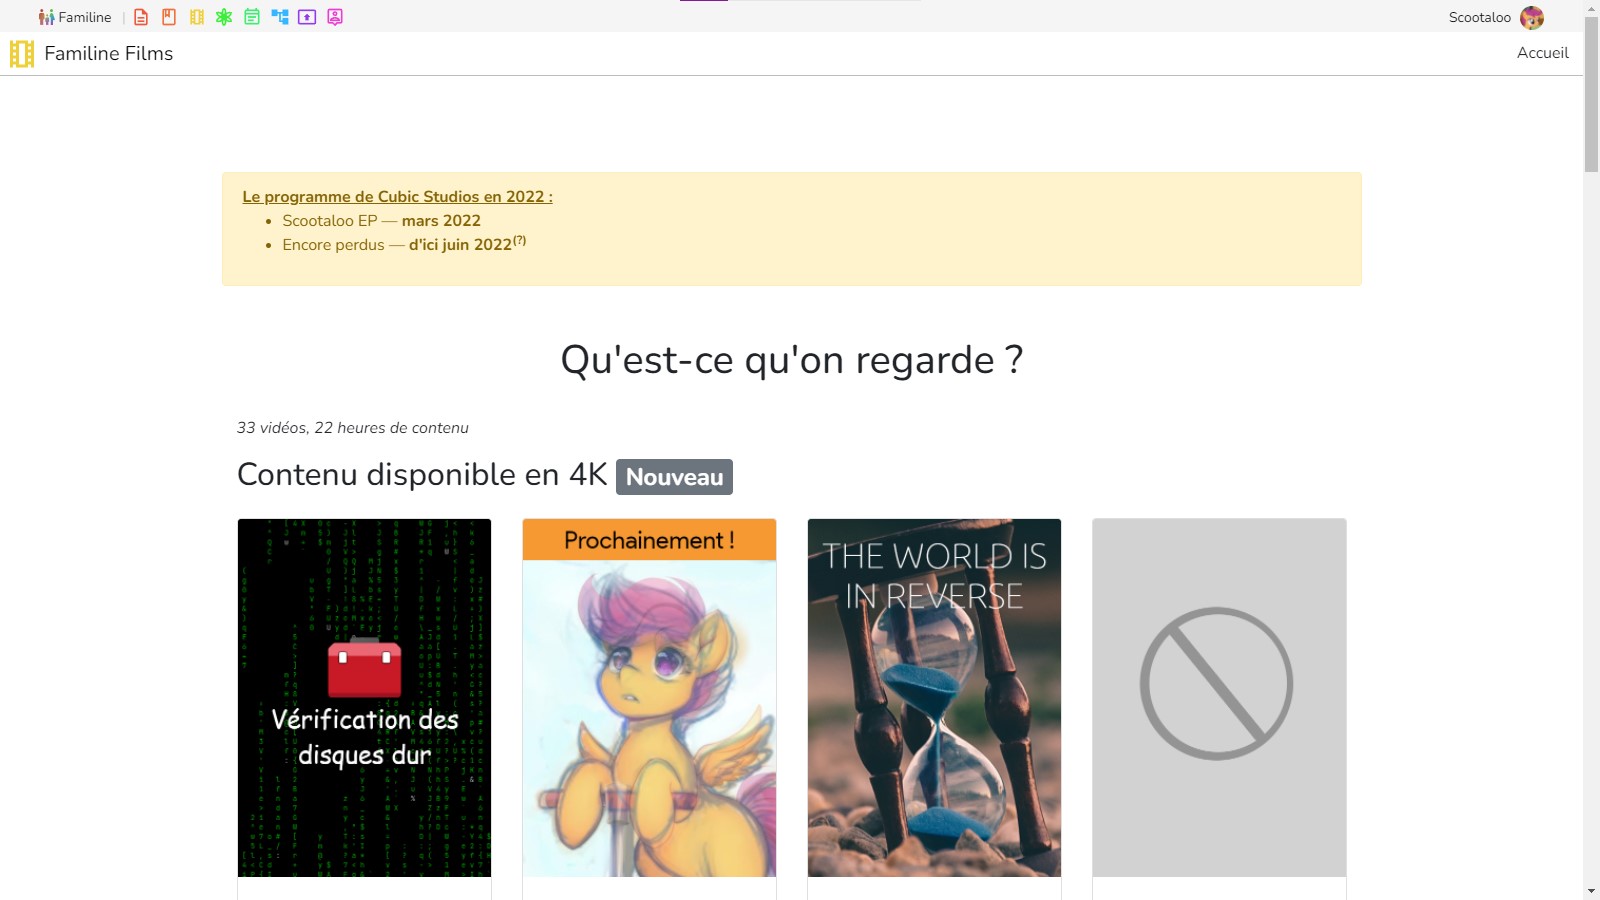 Familine
Scootaloo
Familine Films
Accueil
Le programme de Cubic Studios en 2022 :
Scootaloo EP — mars 2022
Encore perdus — d'ici juin 2022(?)
Qu'est-ce qu'on regarde ?
33 vidéos, 22 heures de contenu
Contenu disponible en 4K Nouveau
Vérification des
disques dur
Prochainement !
THE WORLD IS
IN REVERSE